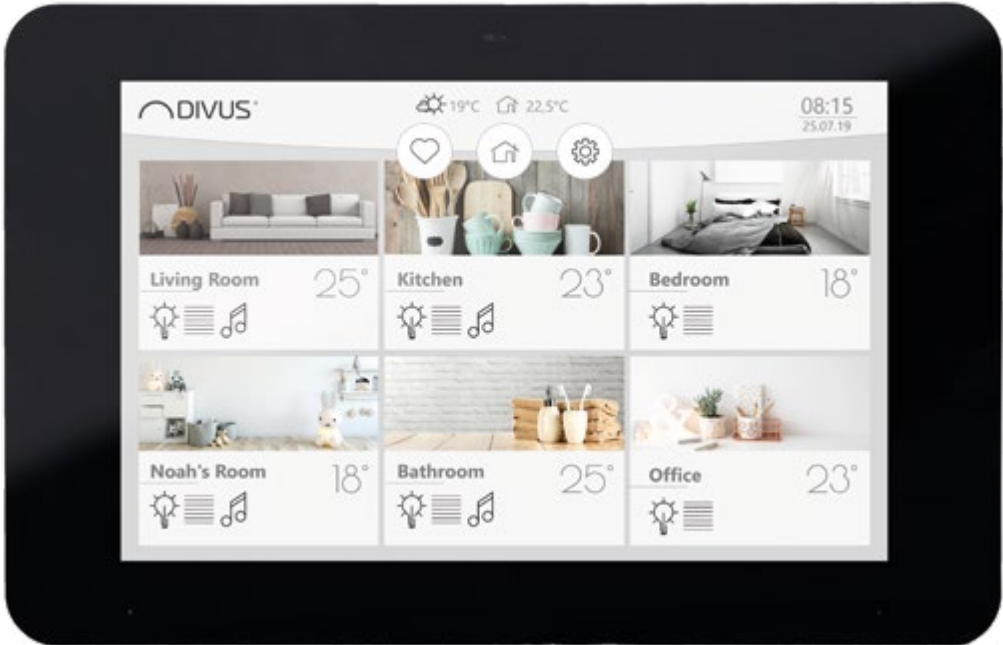 DIVUS
19°C 22,5°C
08:15
25.07.19
Living Room 25°
Kitchen 23°
Bedroom 18°
Noah's Room 18°
Bathroom 25°
Office 23°